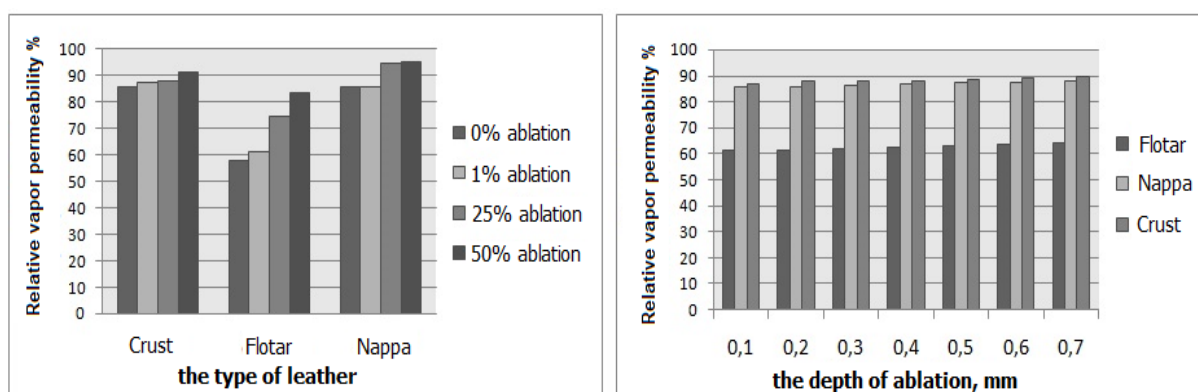 Relative vapor permeability %
100
90
80
70
60
50
40
30
20
10
0
Crust Flotar Nappa
the type of leather
0% ablation
1% ablation
25% ablation
50% ablation
Relative vapor permeability %
100
90
80
70
60
50
40
30
20
10
0
0,1 0,2 0,3 0,4 0,5 0,6 0,7
the depth of ablation, mm
Flotar
Nappa
Crust